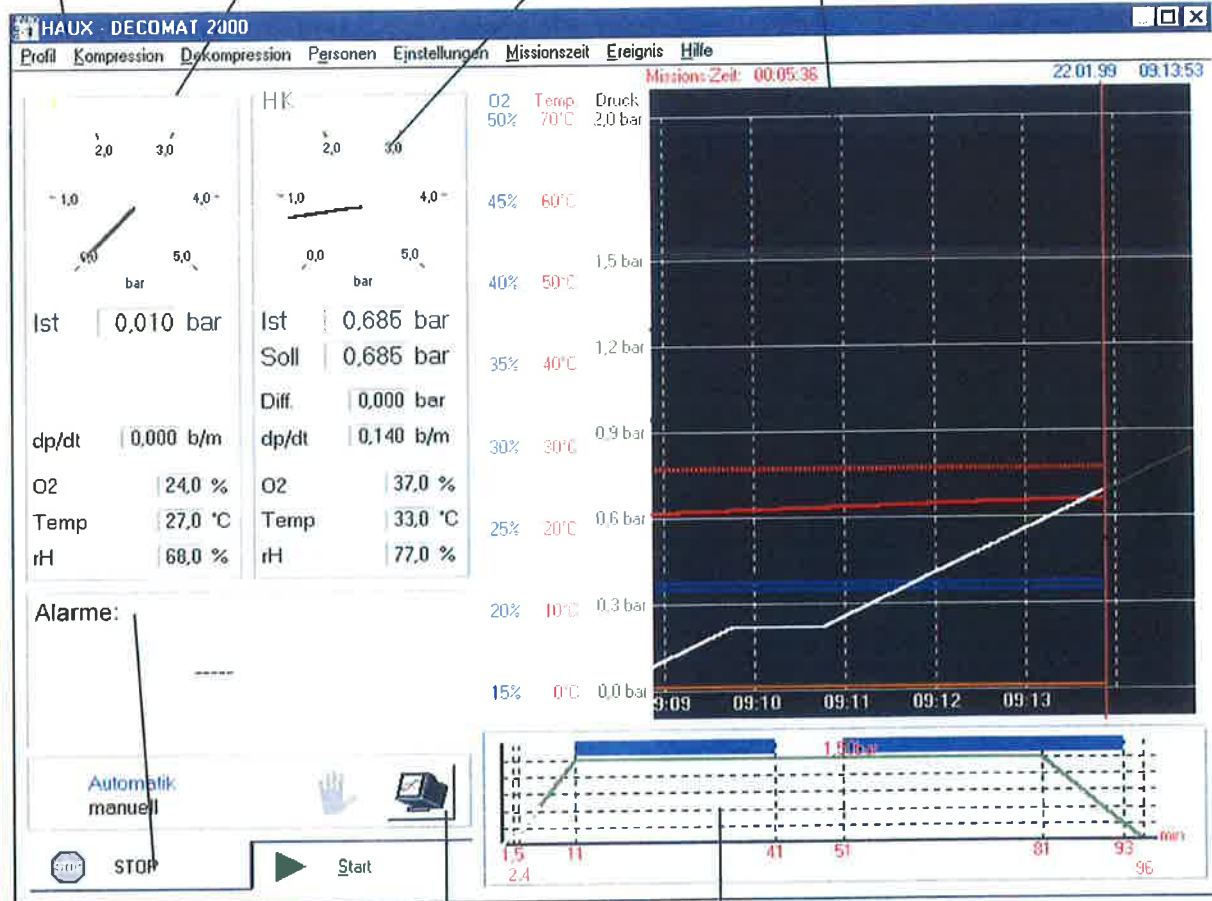 HAUX - DECOMAT 2000
Profil Kompression Dekompression Personen Einstellungen Missionszeit Ereignis Hilfe
Missions-Zeit: 00:05:36 22.01.99 09:13:53
2,0 3,0
1,0 4,0
0,0 5,0
bar
Ist 0,010 bar
dp/dt 0,000 b/m
O2 24,0 %
Temp 27,0 °C
rH 68,0 %
HK
2,0 3,0
1,0 4,0
0,0 5,0
bar
Ist 0,685 bar
Soll 0,685 bar
Diff. 0,000 bar
dp/dt 0,140 b/m
O2 37,0 %
Temp 33,0 °C
rH 77,0 %
O2 Temp. Druck
50% 70°C 2,0 bar
45% 60°C
1,5 bar
40% 50°C
1,2 bar
35% 40°C
0,9 bar
30% 30°C
0,6 bar
25% 20°C
20% 10°C 0,3 bar
15% 0°C 0,0 bar
9:09 09:10 09:11 09:12 09:13
Alarme:
-----
Automatik
manuell
STOP
Start
1,50bar
min
1,5 11 41 51 81 93
2,4 96